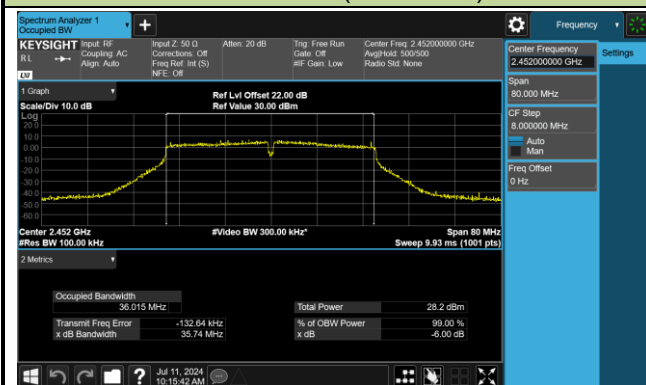 Spectrum Analyzer 1
Occupied BW
+
Frequency
KEYSIGHT
Input: RF
Coupling: AC
Align: Auto
Input Z: 50 Ω
Corrections: Off
Freq Ref: Int (S)
NFE: Off
Atten: 20 dB
Trig: Free Run
Gate: Off
#IF Gain: Low
Center Freq: 2.452000000 GHz
Avg|Hold: 500/500
Radio Std: None
R L
LXI
Center Frequency
2.452000000 GHz
Settings
Span
80.000 MHz
CF Step
8.000000 MHz
Auto
Man
Freq Offset
0 Hz
1 Graph
Scale/Div 10.0 dB
Ref Lvl Offset 22.00 dB
Ref Value 30.00 dBm
Log
20.0
10.0
0.00
-10.0
-20.0
-30.0
-40.0
-50.0
-60.0
Center 2.452 GHz
#Video BW 300.00 kHz*
Span 80 MHz
#Res BW 100.00 kHz
Sweep 9.93 ms (1001 pts)
2 Metrics
Occupied Bandwidth
36.015 MHz
Total Power 28.2 dBm
Transmit Freq Error -132.64 kHz
% of OBW Power 99.00 %
x dB Bandwidth 35.74 MHz
x dB -6.00 dB
?
Jul 11, 2024
10:15:42 AM